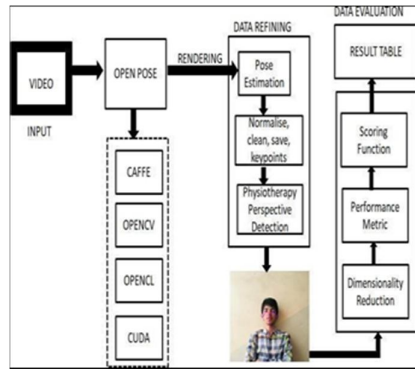 DATA EVALUATION
DATA REFINING
RESULT TABLE
RENDERING
VIDEO
OPEN POSE
Pose
Estimation
INPUT
Normalise,
clean, save,
keypoints
Scoring
Function
CAFFE
Physiotherapy
Perspective
Detection
Performance
Metric
OPENCV
OPENCL
Dimensionality
Reduction
CUDA